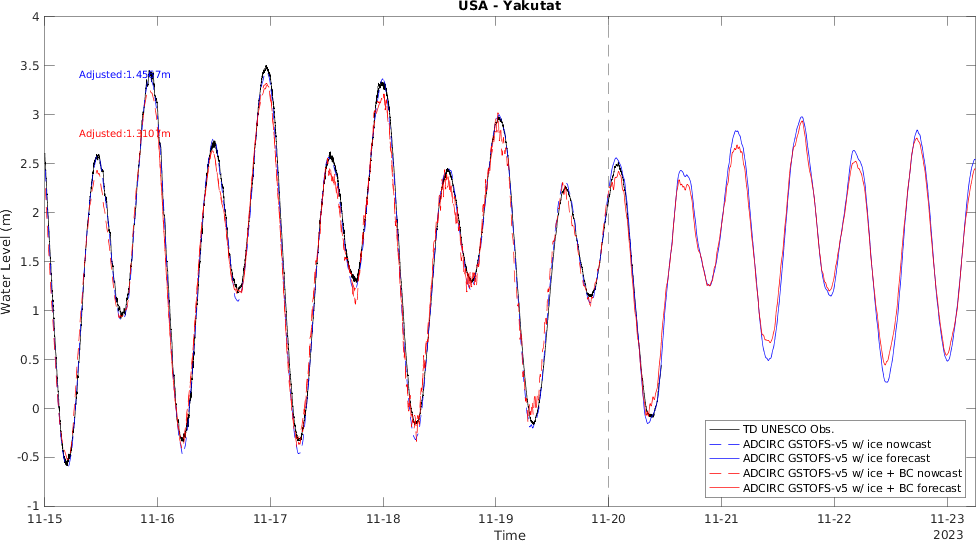 USA - Yakutat
4
3.5
3
2.5
2
1.5
1
0.5
0
-0.5
-1
Water Level (m)
Adjusted:1.4597m
Adjusted:1.3107m
TD UNESCO Obs.
ADCIRC GSTOFS-v5 w/ ice nowcast
ADCIRC GSTOFS-v5 w/ ice forecast
ADCIRC GSTOFS-v5 w/ ice + BC nowcast
ADCIRC GSTOFS-v5 w/ ice + BC forecast
11-15 11-16 11-17 11-18 11-19 11-20 11-21 11-22 11-23
Time
2023